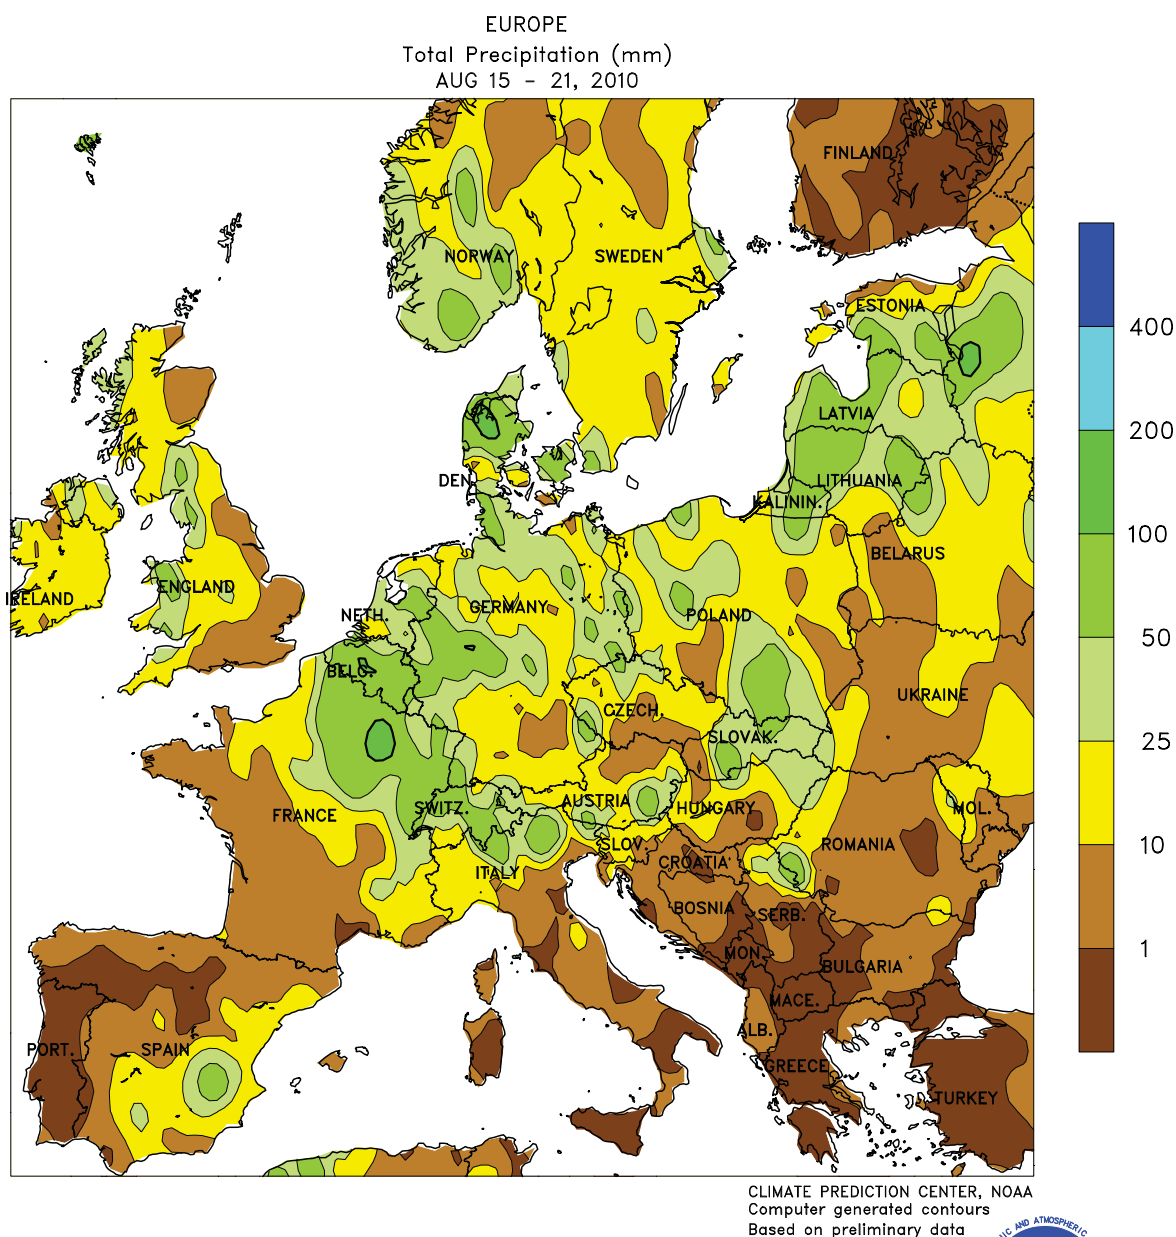 EUROPE
Total Precipitation (mm)
AUG 15 - 21, 2010
FINLAND
NORWAY
SWEDEN
ESTONIA
LATVIA
DEN.
LITHUANIA
KALININ.
BELARUS
IRELAND
ENGLAND
NETH.
GERMANY
POLAND
BELG.
UKRAINE
CZECH.
SLOVAK.
FRANCE
SWITZ.
AUSTRIA
HUNGARY
MOL.
SLOV.
ROMANIA
CROATIA
ITALY
BOSNIA
SERB.
MON.
BULGARIA
MACE.
ALB.
PORT.
SPAIN
GREECE
TURKEY
400
200
100
50
25
10
1
CLIMATE PREDICTION CENTER, NOAA
Computer generated contours
Based on preliminary data
AND ATMOSPHERIC